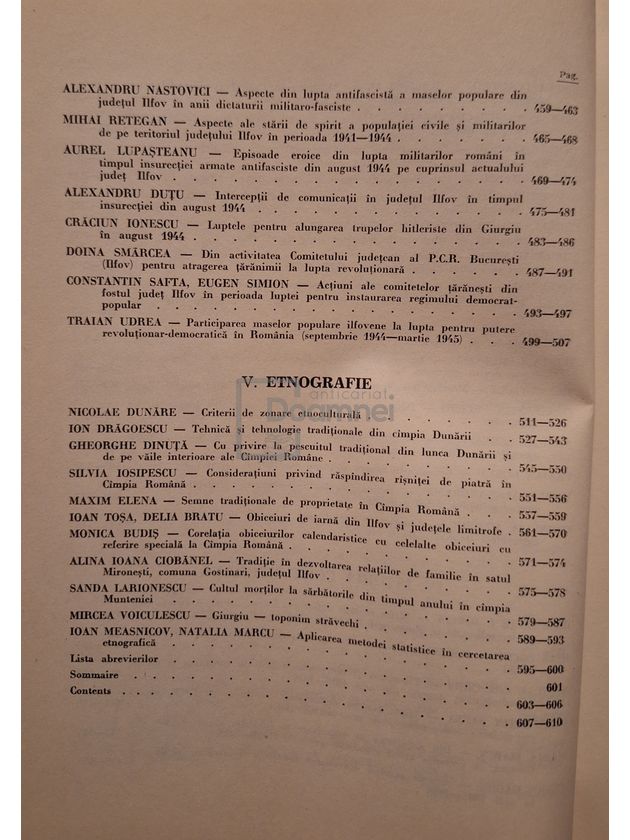 Pag.
ALEXANDRU NASTOVICI — Aspecte din lupta antifascistă a maselor populare din
județul Ilfov în anii dictaturii militaro-fasciste . . . . . . . . 459—463
MIHAI RETEGAN — Aspecte ale stării de spirit a populației civile și militarilor
de pe teritoriul județului Ilfov în perioada 1941—1944 . . . . . . 465—468
AUREL LUPAȘTEANU — Episoade eroice din lupta militarilor români în
timpul insurecției armate antifasciste din august 1944 pe cuprinsul actualului
județ Ilfov . . . . . . . . . . . . . . . . 469—474
ALEXANDRU DUȚU — Intercepții de comunicații în județul Ilfov în timpul
insurecției din august 1944 . . . . . . . . . . . . 475—481
CRĂCIUN IONESCU — Luptele pentru alungarea trupelor hitleriste din Giurgiu
în august 1944 . . . . . . . . . . . . . . . 483—486
DOINA SMÂRCEA — Din activitatea Comitetului județean al P.C.R. București
(Ilfov) pentru atragerea țărănimii la lupta revoluționară . . . . . 487—491
CONSTANTIN SAFTA, EUGEN SIMION — Acțiuni ale comitetelor țărănești din
fostul județ Ilfov în perioada luptei pentru instaurarea regimului democrat-
popular . . . . . . . . . . . . . . . . . 493—497
TRAIAN UDREA — Participarea maselor populare ilfovene la lupta pentru putere
revoluționar-democratică în România (septembrie 1944—martie 1945) . . . 499—507
V. ETNOGRAFIE
anticariat
Doamnei
NICOLAE DUNĂRE — Criterii de zonare etnoculturală . . . . . . . 511—526
ION DRĂGOESCU — Tehnică și tehnologie tradiționale din cîmpia Dunării . . 527—543
GHEORGHE DINUȚĂ — Cu privire la pescuitul tradițional din lunca Dunării și
de pe văile interioare ale Cîmpiei Române . . . . . . . . . 545—550
SILVIA IOSIPESCU — Considerațiuni privind răspîndirea rîșniței de piatră în
Cîmpia Română . . . . . . . . . . . . . . . 551—556
MAXIM ELENA — Semne tradiționale de proprietate în Cîmpia Română . . . 557—559
IOAN TOȘA, DELIA BRATU — Obiceiuri de iarnă din Ilfov și județele limitrofe . 561—570
MONICA BUDIȘ — Corelația obiceiurilor calendaristice cu celelalte obiceiuri cu
referire specială la Cîmpia Română . . . . . . . . . . . 571—574
ALINA IOANA CIOBĂNEL — Tradiție în dezvoltarea relațiilor de familie în satul
Mironești, comuna Gostinari, județul Ilfov . . . . . . . . . 575—578
SANDA LARIONESCU — Cultul morților la sărbătorile din timpul anului în cîmpia
Munteniei . . . . . . . . . . . . . . . . 579—587
MIRCEA VOICULESCU — Giurgiu — toponim străvechi . . . . . . . 589—593
IOAN MEASNICOV, NATALIA MARCU — Aplicarea metodei statistice în cercetarea
etnografică . . . . . . . . . . . . . . . . 595—600
Lista abrevierilor . . . . . . . . . . . . . . . 601
Sommaire . . . . . . . . . . . . . . . . . 603—606
Contents . . . . . . . . . . . . . . . . . 607—610